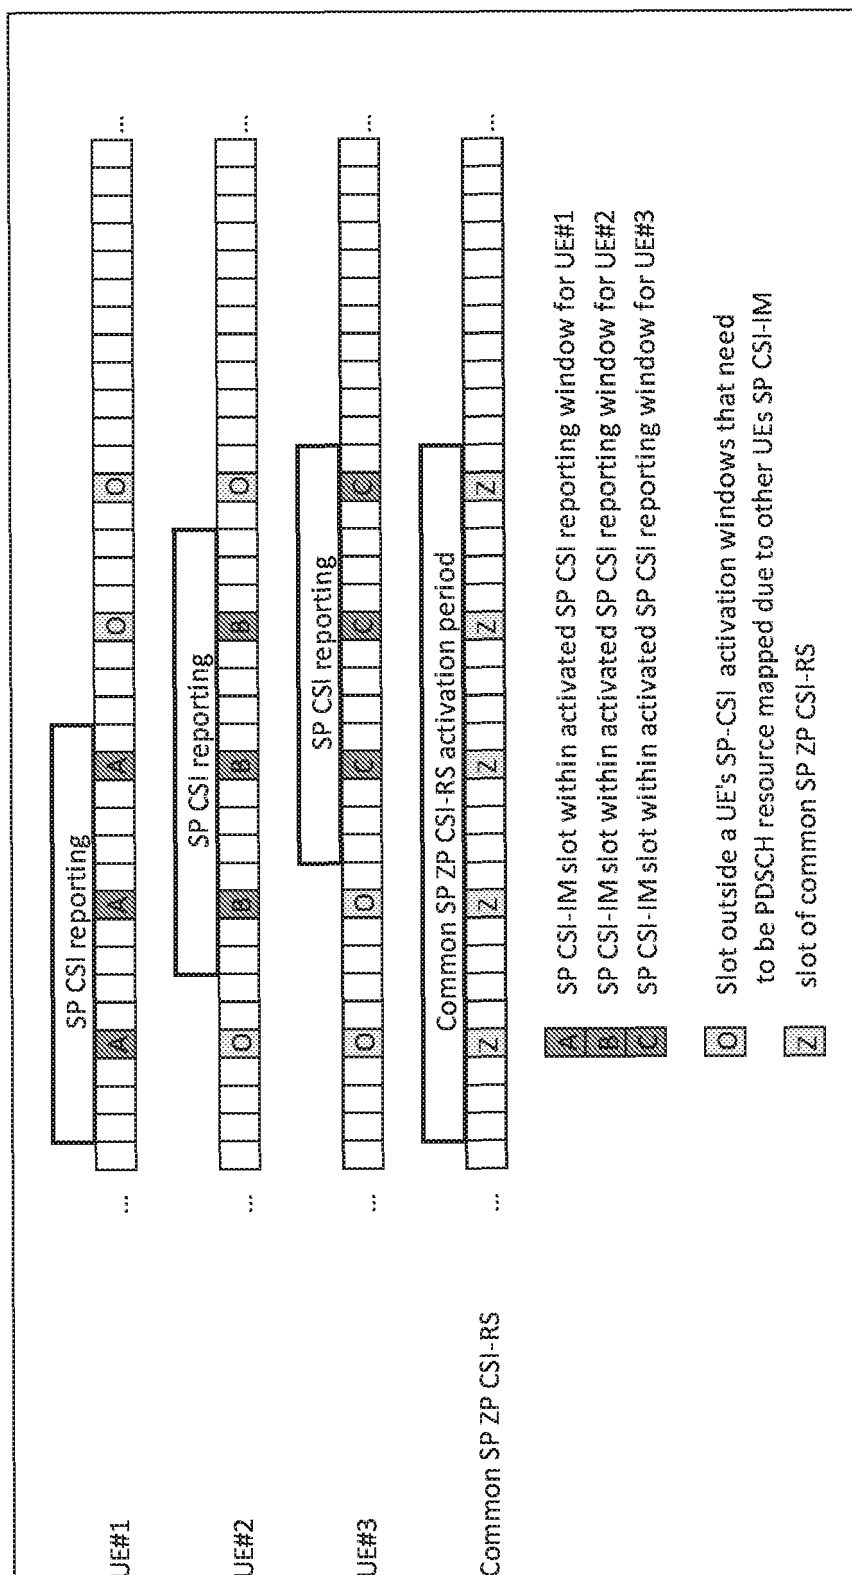 UE#1
SP CSI reporting
... A A A O O ...
UE#2
SP CSI reporting
... O B B B O ...
UE#3
SP CSI reporting
... O O C C C ...
Common SP ZP CSI-RS
Common SP ZP CSI-RS activation period
... Z Z Z Z Z ...
A SP CSI-IM slot within activated SP CSI reporting window for UE#1
B SP CSI-IM slot within activated SP CSI reporting window for UE#2
C SP CSI-IM slot within activated SP CSI reporting window for UE#3
O Slot outside a UE's SP-CSI activation windows that need
to be PDSCH resource mapped due to other UEs SP CSI-IM
Z slot of common SP ZP CSI-RS